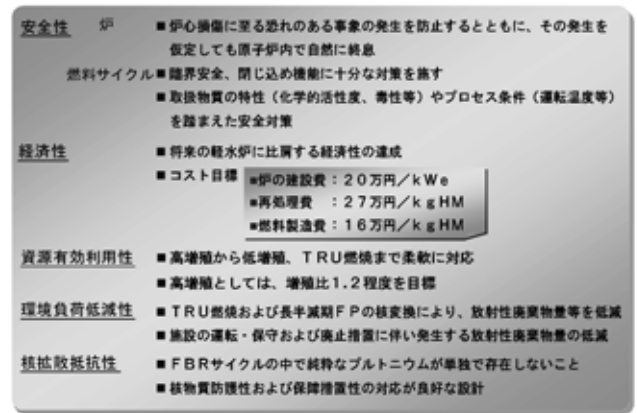 安全性 炉 ■炉心損傷に至る恐れのある事象の発生を防止するとともに、その発生を
仮定しても原子炉内で自然に終息
燃料サイクル ■臨界安全、閉じ込め機能に十分な対策を施す
■取扱物質の特性（化学的活性度、毒性等）やプロセス条件（運転温度等）
を踏まえた安全対策
経済性 ■将来の軽水炉に比肩する経済性の達成
■コスト目標
■炉の建設費：２０万円／ｋＷｅ
■再処理費　：２７万円／ｋｇＨＭ
■燃料製造費：１６万円／ｋｇＨＭ
資源有効利用性 ■高増殖から低増殖、ＴＲＵ燃焼まで柔軟に対応
■高増殖としては、増殖比１.２程度を目標
環境負荷低減性 ■ＴＲＵ燃焼および長半減期ＦＰの核変換により、放射性廃棄物量等を低減
■施設の運転・保守および廃止措置に伴い発生する放射性廃棄物量の低減
核拡散抵抗性 ■ＦＢＲサイクルの中で純粋なプルトニウムが単独で存在しないこと
■核物質防護性および保障措置性の対応が良好な設計